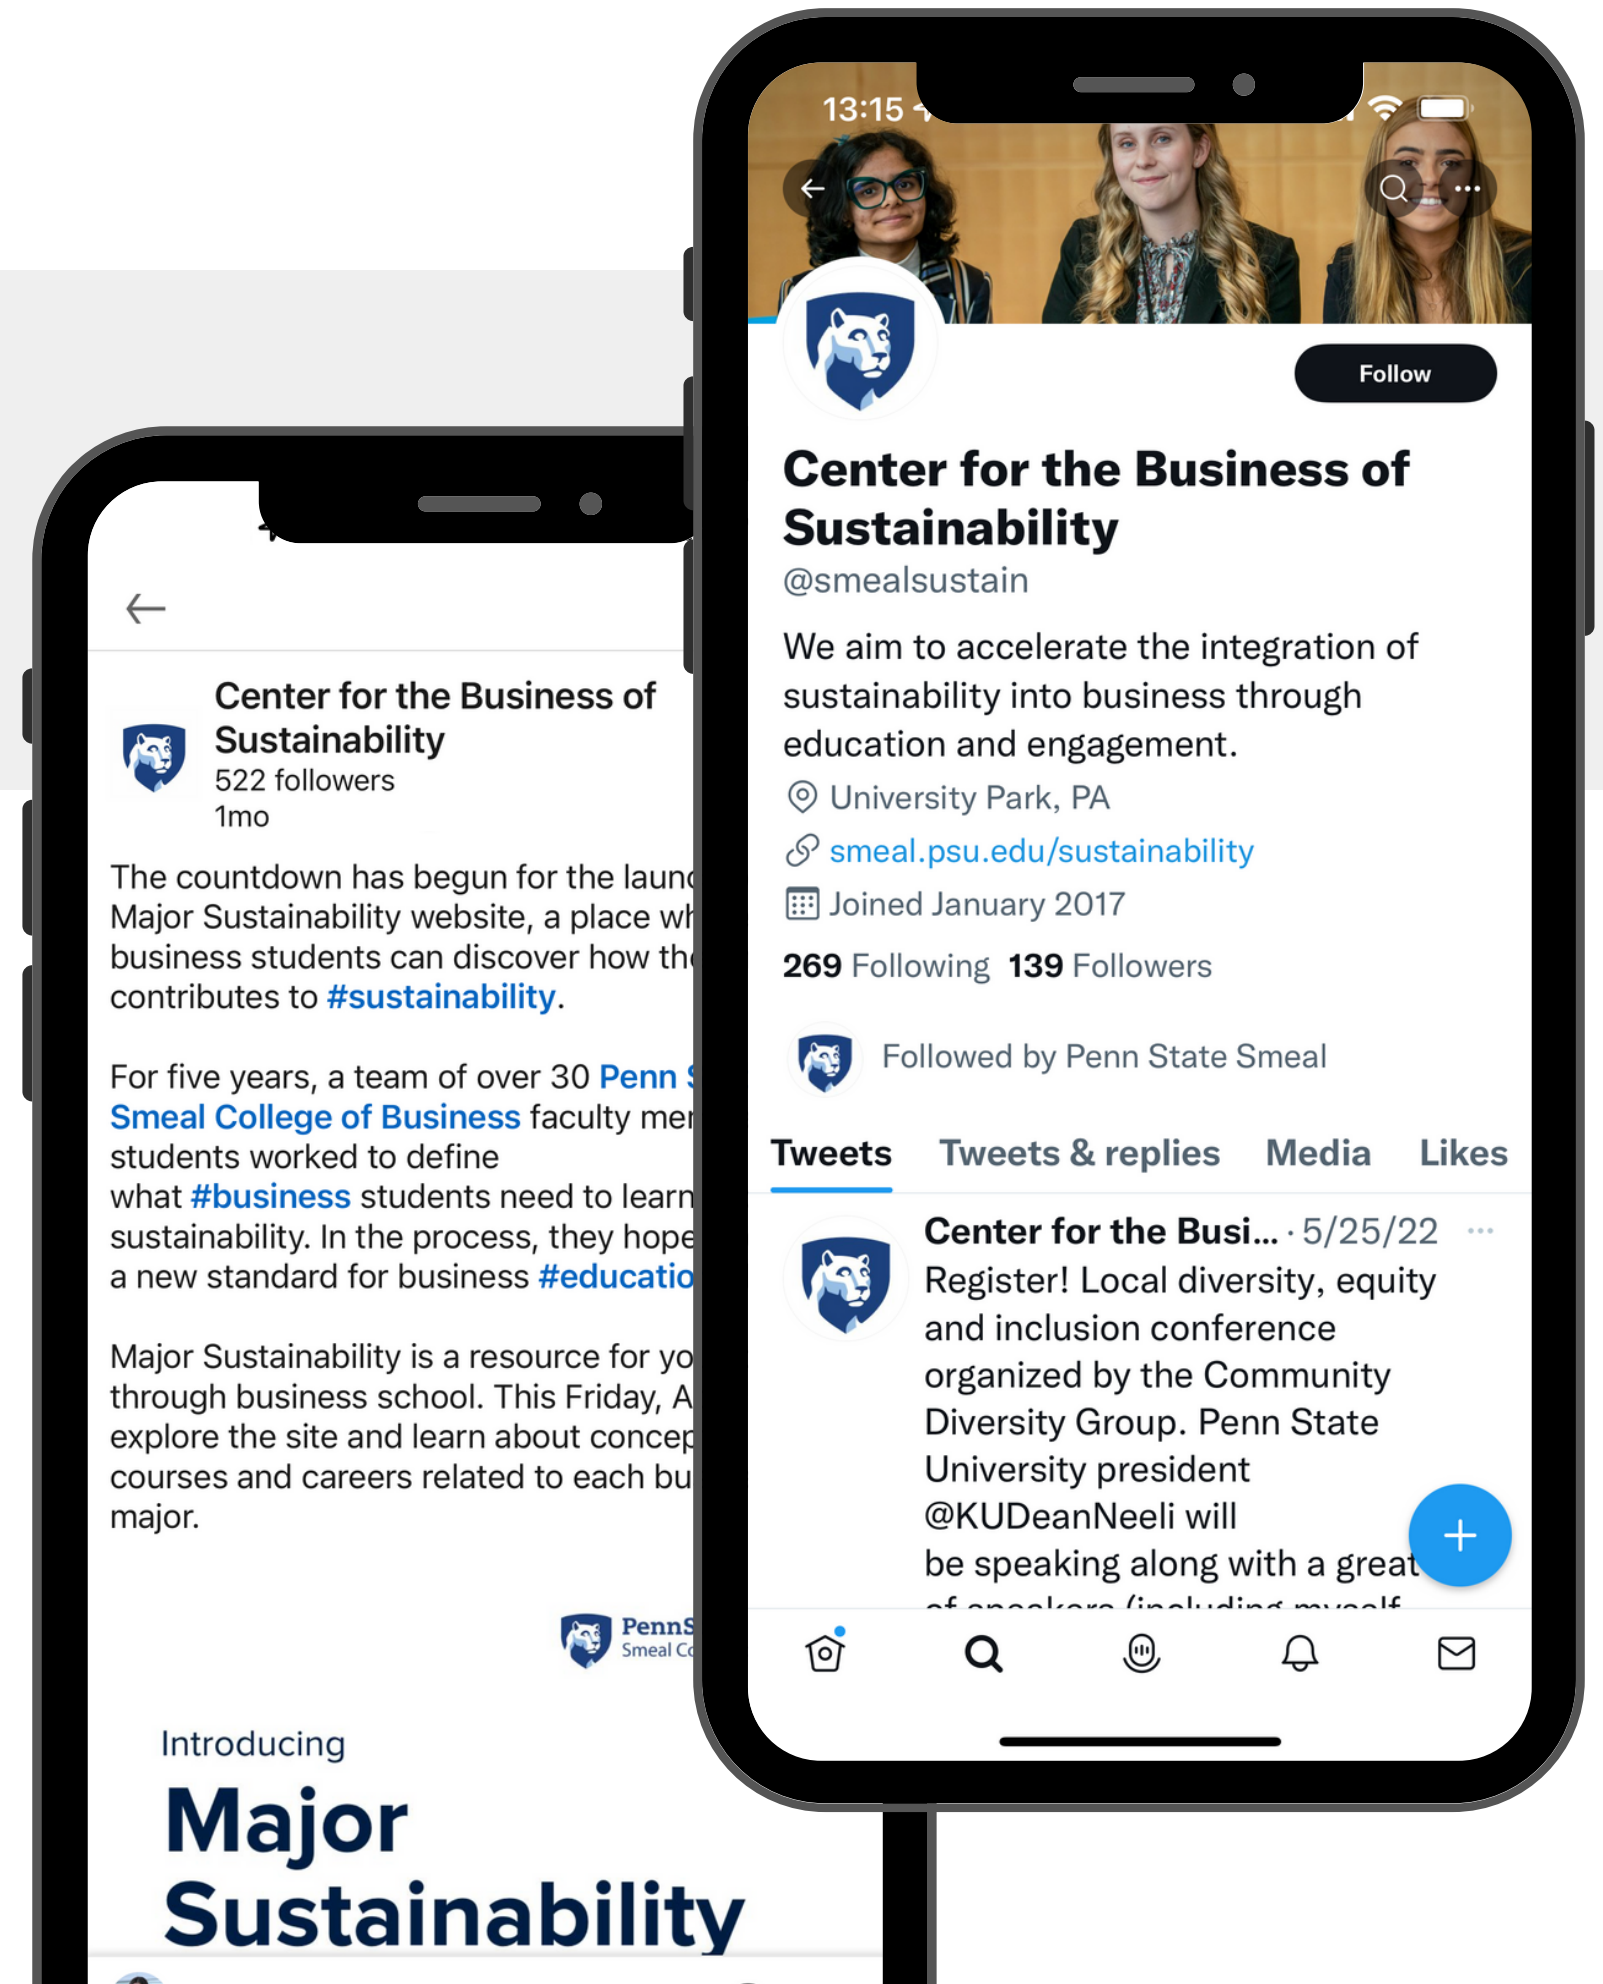 13:15
Follow
Center for the Business of
Sustainability
@smealsustain
We aim to accelerate the integration of
sustainability into business through
education and engagement.
University Park, PA
smeal.psu.edu/sustainability
Joined January 2017
269 Following 139 Followers
Followed by Penn State Smeal
Tweets Tweets & replies Media Likes
Center for the Busi... · 5/25/22
Register! Local diversity, equity
and inclusion conference
organized by the Community
Diversity Group. Penn State
University president
@KUDeanNeeli will
be speaking along with a great
of speakers (including myself
Center for the Business of
Sustainability
522 followers
1mo
The countdown has begun for the
Major Sustainability website, a place
business students can discover how
contributes to #sustainability.
For five years, a team of over 30 Penn
Smeal College of Business faculty
students worked to define
what #business students need to learn
sustainability. In the process, they hope
a new standard for business
Major Sustainability is a resource for
through business school. This Friday,
explore the site and learn about
courses and careers related to each
major.
PennS
Smeal
Introducing
Major
Sustainability